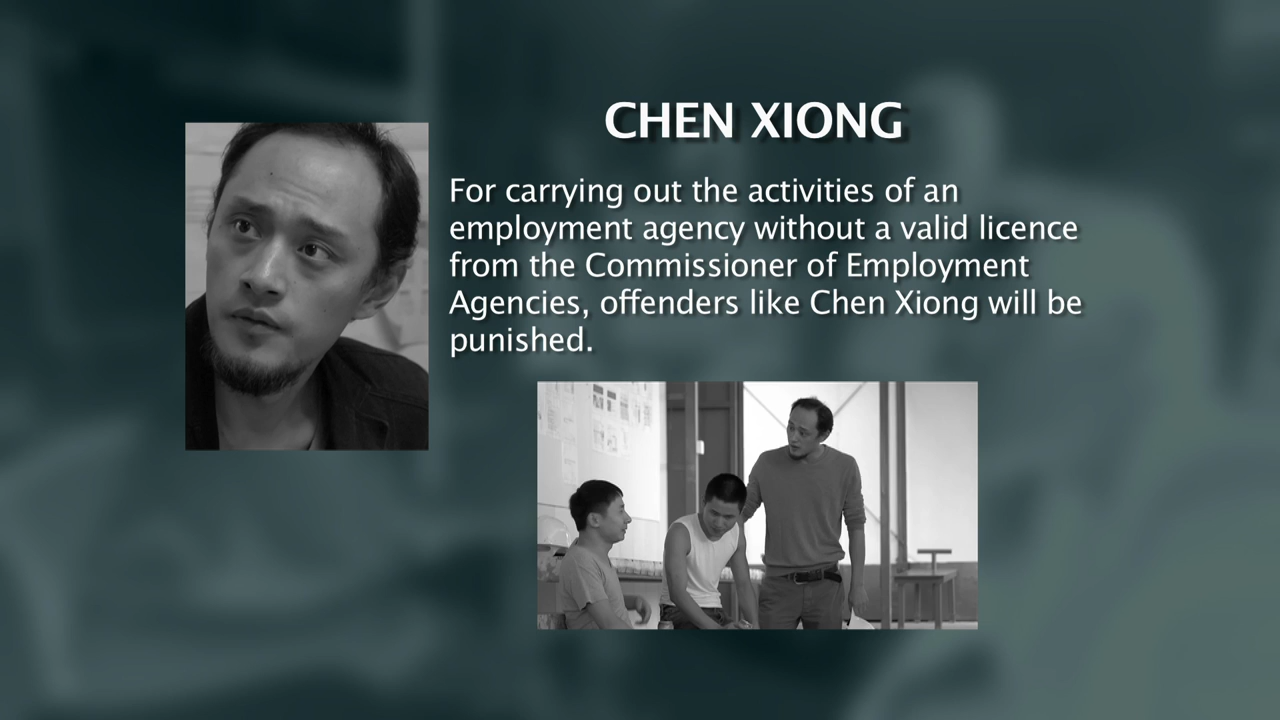 CHEN XIONG
For carrying out the activities of an
employment agency without a valid licence
from the Commissioner of Employment
Agencies, offenders like Chen Xiong will be
punished.